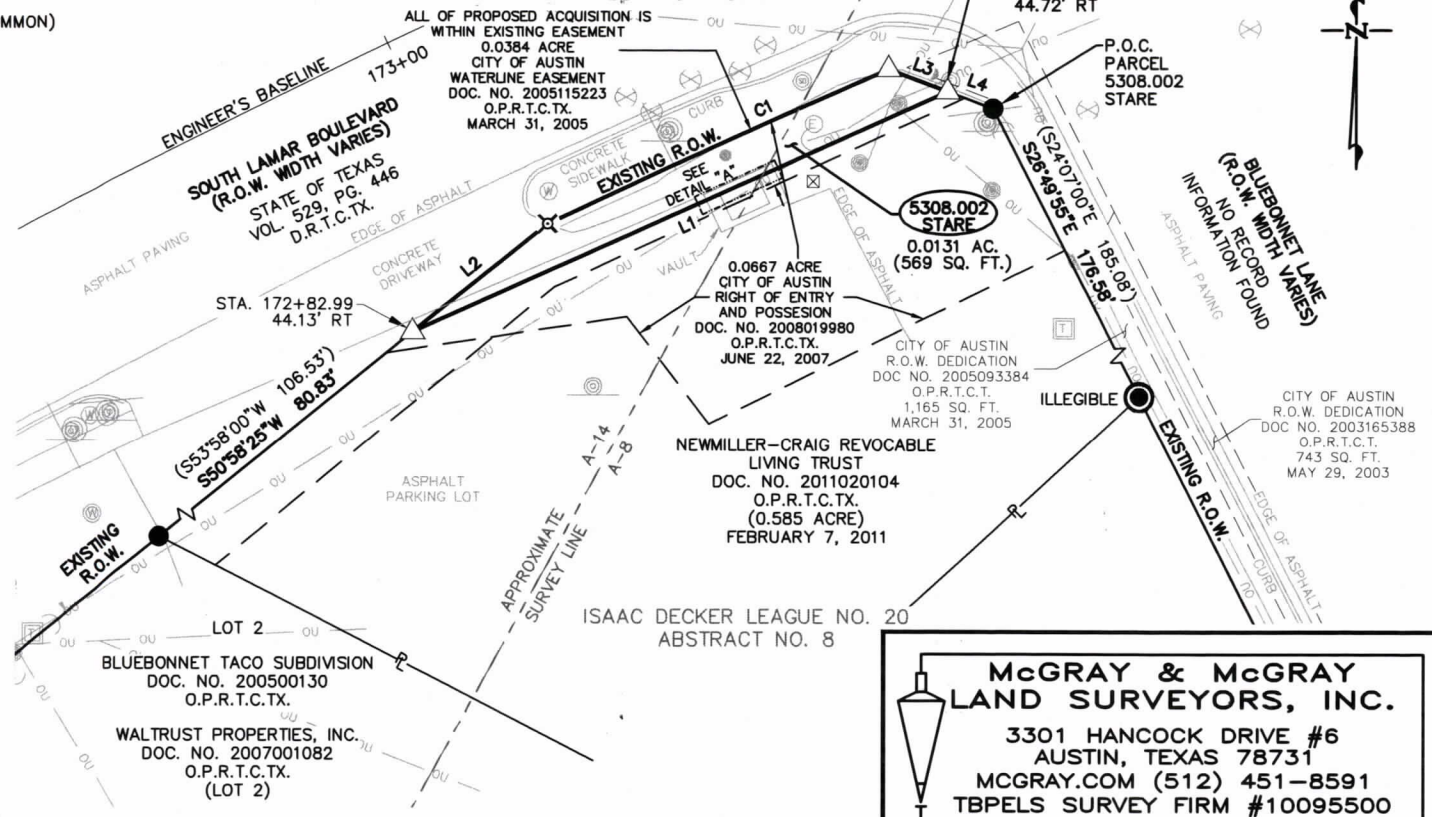 MMON)
44.72' RT
N
ALL OF PROPOSED ACQUISITION IS
WITHIN EXISTING EASEMENT
0.0384 ACRE
CITY OF AUSTIN
WATERLINE EASEMENT
DOC. NO. 2005115223
O.P.R.T.C.TX.
MARCH 31, 2005
ENGINEER'S BASELINE
173+00
SOUTH LAMAR BOULEVARD
(R.O.W. WIDTH VARIES)
STATE OF TEXAS
VOL. 529, PG. 446
D.R.T.C.TX.
ASPHALT PAVING
EDGE OF ASPHALT
CONCRETE
DRIVEWAY
CONCRETE
SIDEWALK
CURB
C1
EXISTING R.O.W.
SEE
DETAIL "A"
L1
L2
L3
L4
P.O.C.
PARCEL
5308.002
STARE
5308.002
STARE
0.0131 AC.
(569 SQ. FT.)
EDGE OF ASPHALT
VAULT
(S24°07'00"E 185.08')
S26°49'55"E 176.58'
BLUEBONNET LANE
(R.O.W. WIDTH VARIES)
NO RECORD
INFORMATION FOUND
ASPHALT PAVING
STA. 172+82.99
44.13' RT
0.0667 ACRE
CITY OF AUSTIN
RIGHT OF ENTRY
AND POSSESION
DOC. NO. 2008019980
O.P.R.T.C.TX.
JUNE 22, 2007
CITY OF AUSTIN
R.O.W. DEDICATION
DOC NO. 2005093384
O.P.R.T.C.T.
1,165 SQ. FT.
MARCH 31, 2005
ILLEGIBLE
CITY OF AUSTIN
R.O.W. DEDICATION
DOC NO. 2003165388
O.P.R.T.C.T.
743 SQ. FT.
MAY 29, 2003
(S53°58'00"W 106.53')
S50°58'25"W 80.83'
ASPHALT
PARKING LOT
A-14
A-8
APPROXIMATE
SURVEY LINE
NEWMILLER-CRAIG REVOCABLE
LIVING TRUST
DOC. NO. 2011020104
O.P.R.T.C.TX.
(0.585 ACRE)
FEBRUARY 7, 2011
EXISTING R.O.W.
EDGE OF ASPHALT
CURB
EXISTING
R.O.W.
LOT 2
BLUEBONNET TACO SUBDIVISION
DOC. NO. 200500130
O.P.R.T.C.TX.
WALTRUST PROPERTIES, INC.
DOC. NO. 2007001082
O.P.R.T.C.TX.
(LOT 2)
ISAAC DECKER LEAGUE NO. 20
ABSTRACT NO. 8
McGRAY & McGRAY
LAND SURVEYORS, INC.
3301 HANCOCK DRIVE #6
AUSTIN, TEXAS 78731
MCGRAY.COM (512) 451-8591
TBPELS SURVEY FIRM #10095500